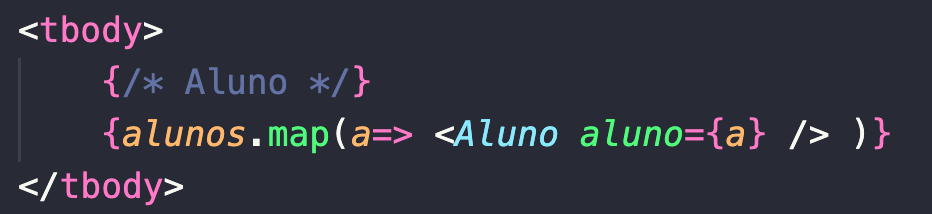 <tbody>
{/* Aluno */}
{alunos.map(a=> <Aluno aluno={a} /> )}
</tbody>